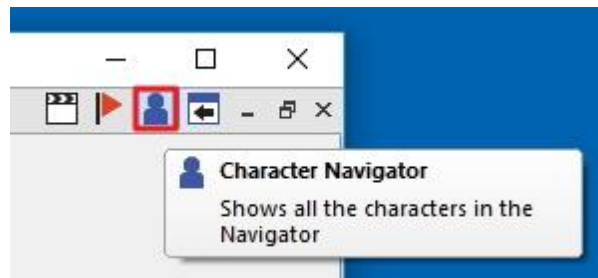 Character Navigator
Shows all the characters in the
Navigator